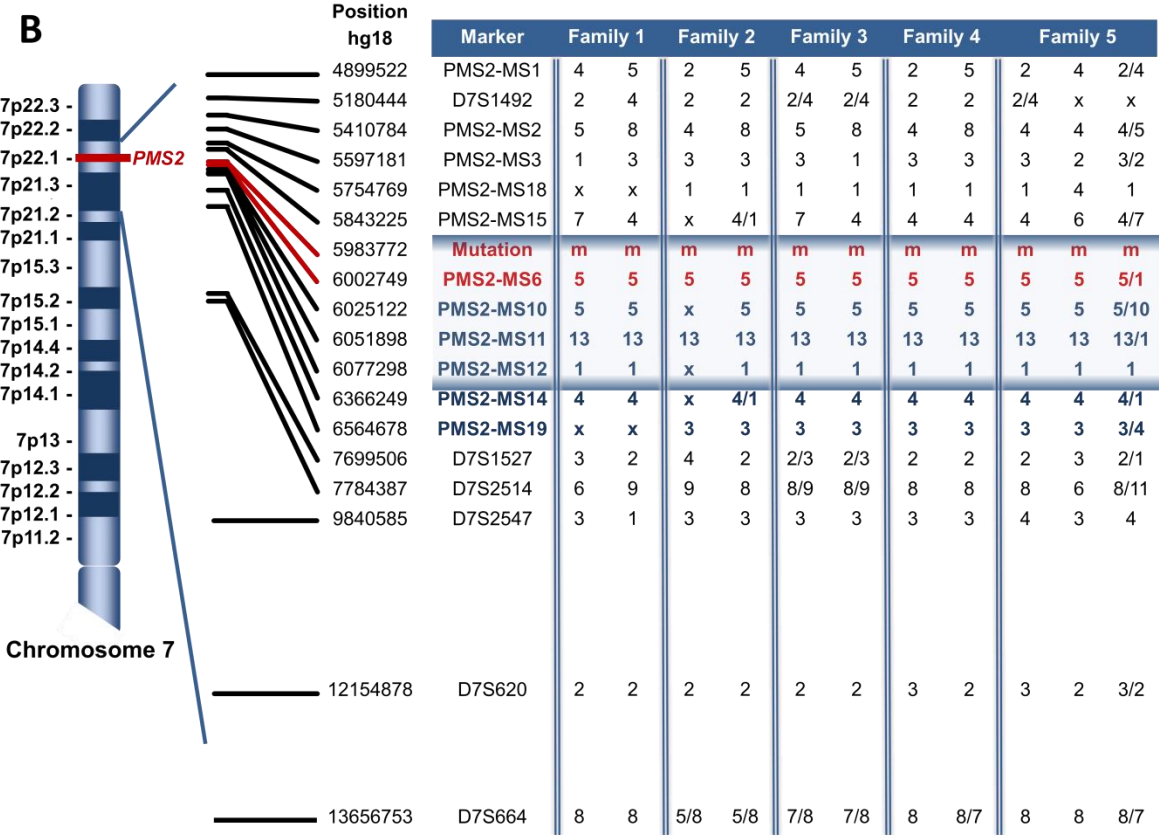 B
Position
hg18
Marker Family 1 Family 2 Family 3 Family 4 Family 5
4899522 PMS2-MS1 4 5 2 5 4 5 2 5 2 4 2/4
5180444 D7S1492 2 4 2 2 2/4 2/4 2 2 2/4 x x
5410784 PMS2-MS2 5 8 4 8 5 8 4 8 4 4 4/5
5597181 PMS2-MS3 1 3 3 3 3 1 3 3 3 2 3/2
5754769 PMS2-MS18 x x 1 1 1 1 1 1 1 4 1
5843225 PMS2-MS15 7 4 x 4/1 7 4 4 4 4 6 4/7
5983772 Mutation m m m m m m m m m m m
6002749 PMS2-MS6 5 5 5 5 5 5 5 5 5 5 5/1
6025122 PMS2-MS10 5 5 x 5 5 5 5 5 5 5 5/10
6051898 PMS2-MS11 13 13 13 13 13 13 13 13 13 13 13/1
6077298 PMS2-MS12 1 1 x 1 1 1 1 1 1 1 1
6366249 PMS2-MS14 4 4 x 4/1 4 4 4 4 4 4 4/1
6564678 PMS2-MS19 x x 3 3 3 3 3 3 3 3 3/4
7699506 D7S1527 3 2 4 2 2/3 2/3 2 2 2 3 2/1
7784387 D7S2514 6 9 9 8 8/9 8/9 8 8 8 6 8/11
9840585 D7S2547 3 1 3 3 3 3 3 3 4 3 4
12154878 D7S620 2 2 2 2 2 2 3 2 3 2 3/2
13656753 D7S664 8 8 5/8 5/8 7/8 7/8 8 8/7 8 8 8/7
7p22.3 -
7p22.2 -
7p22.1 - PMS2
7p21.3 -
7p21.2 -
7p21.1 -
7p15.3 -
7p15.2 -
7p15.1 -
7p14.4 -
7p14.2 -
7p14.1 -
7p13 -
7p12.3 -
7p12.2 -
7p12.1 -
7p11.2 -
Chromosome 7